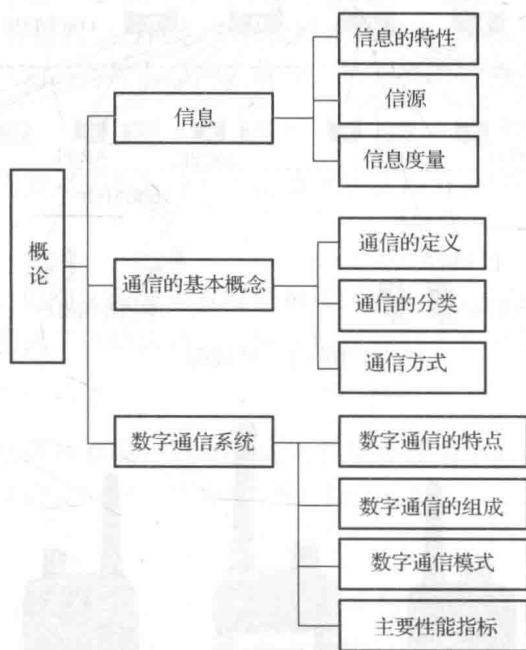 概论
信息
信息的特性
信源
信息度量
通信的基本概念
通信的定义
通信的分类
通信方式
数字通信系统
数字通信的特点
数字通信的组成
数字通信模式
主要性能指标